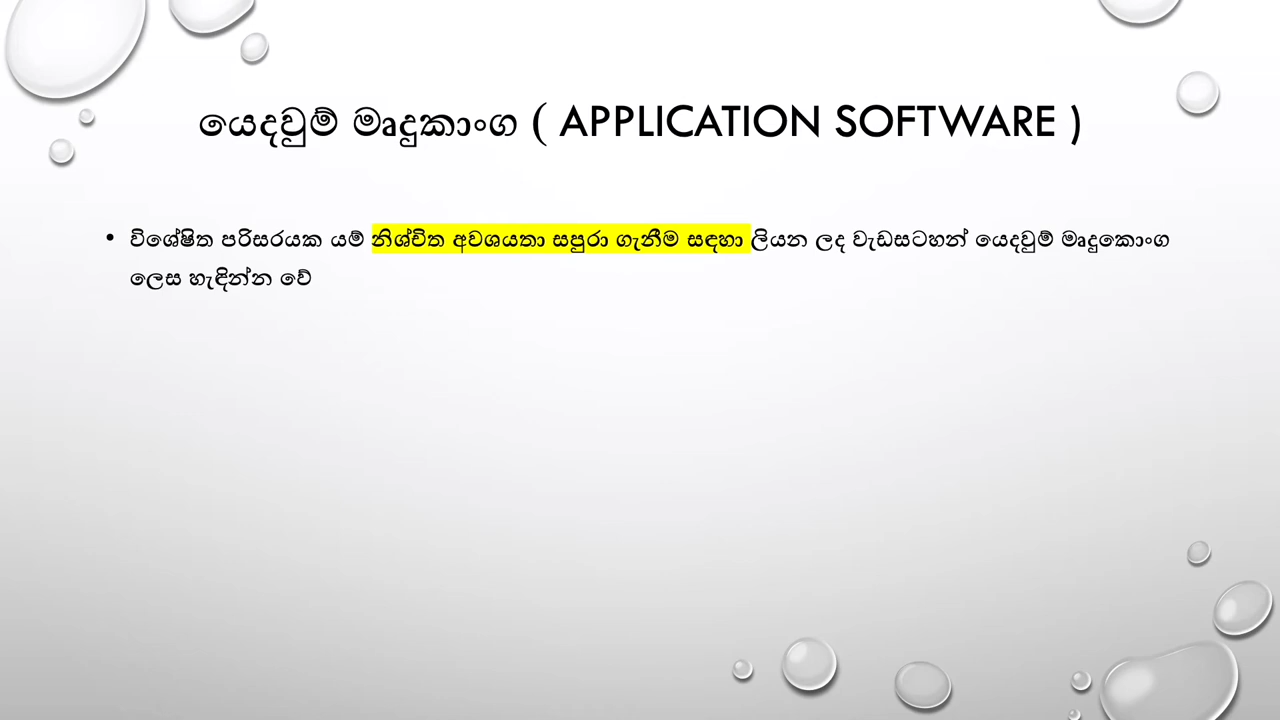 යෙදවුම් මෘදුකාංග ( APPLICATION SOFTWARE )
• විශේෂිත පරිසරයක යම් නිශ්චිත අවශයතා සපුරා ගැනීම සඳහා ලියන ලද වැඩසටහන් යෙදවුම් මෘදුකොංග
ලෙස හැඳින්න වේ